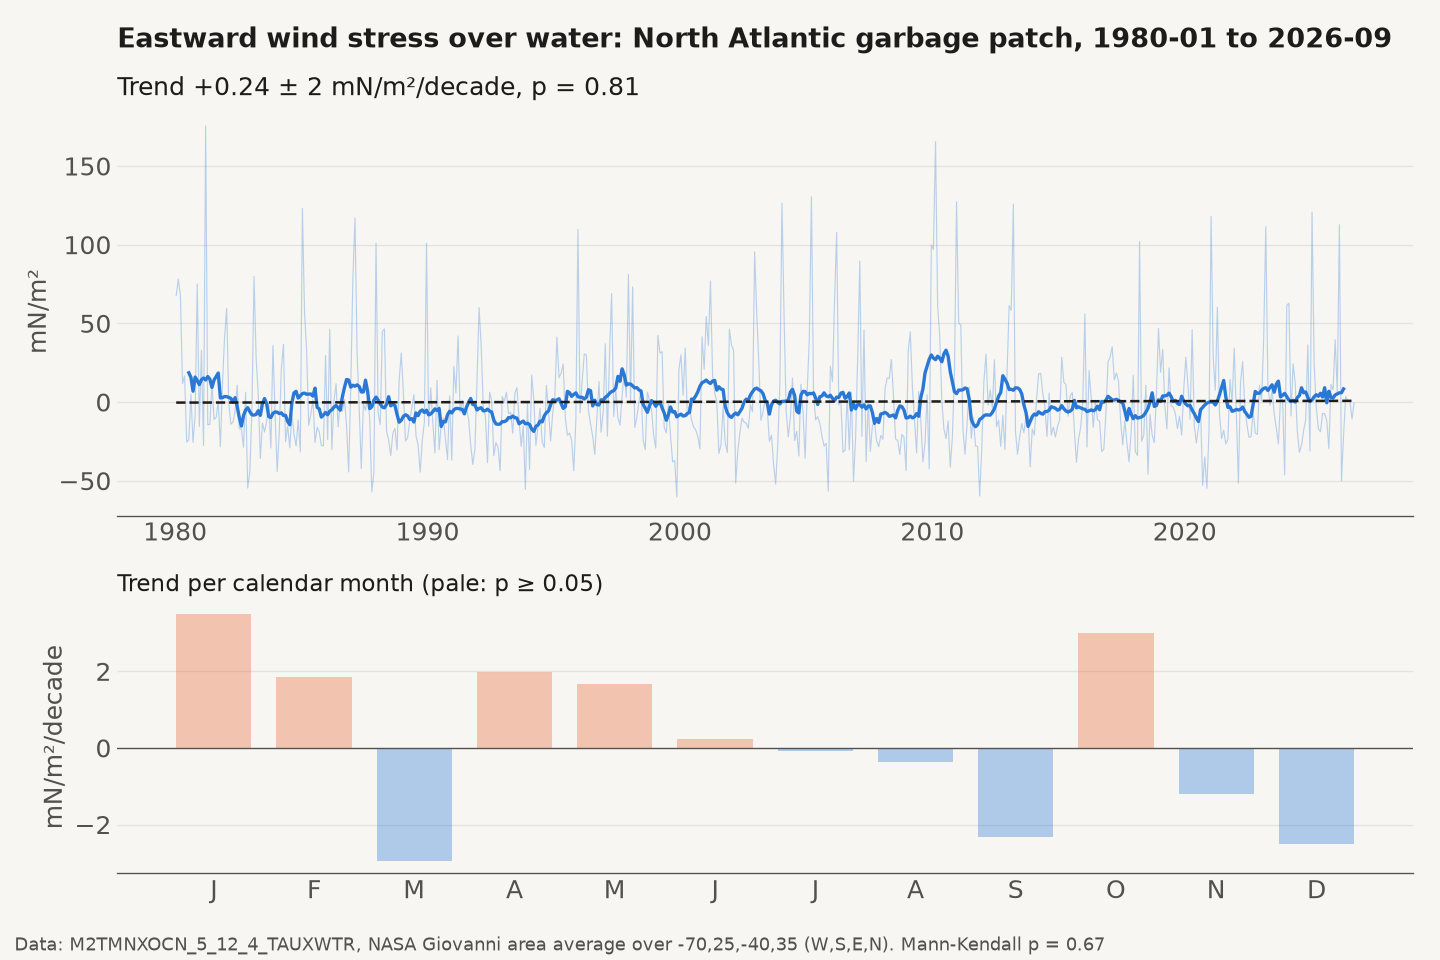 Eastward wind stress over water: North Atlantic garbage patch, 1980-01 to 2026-09
Trend +0.24 ± 2 mN/m²/decade, p = 0.81
mN/m²
150
100
50
0
−50
1980 1990 2000 2010 2020
Trend per calendar month (pale: p ≥ 0.05)
mN/m²/decade
2
0
−2
J F M A M J J A S O N D
Data: M2TMNXOCN_5_12_4_TAUXWTR, NASA Giovanni area average over -70,25,-40,35 (W,S,E,N). Mann-Kendall p = 0.67